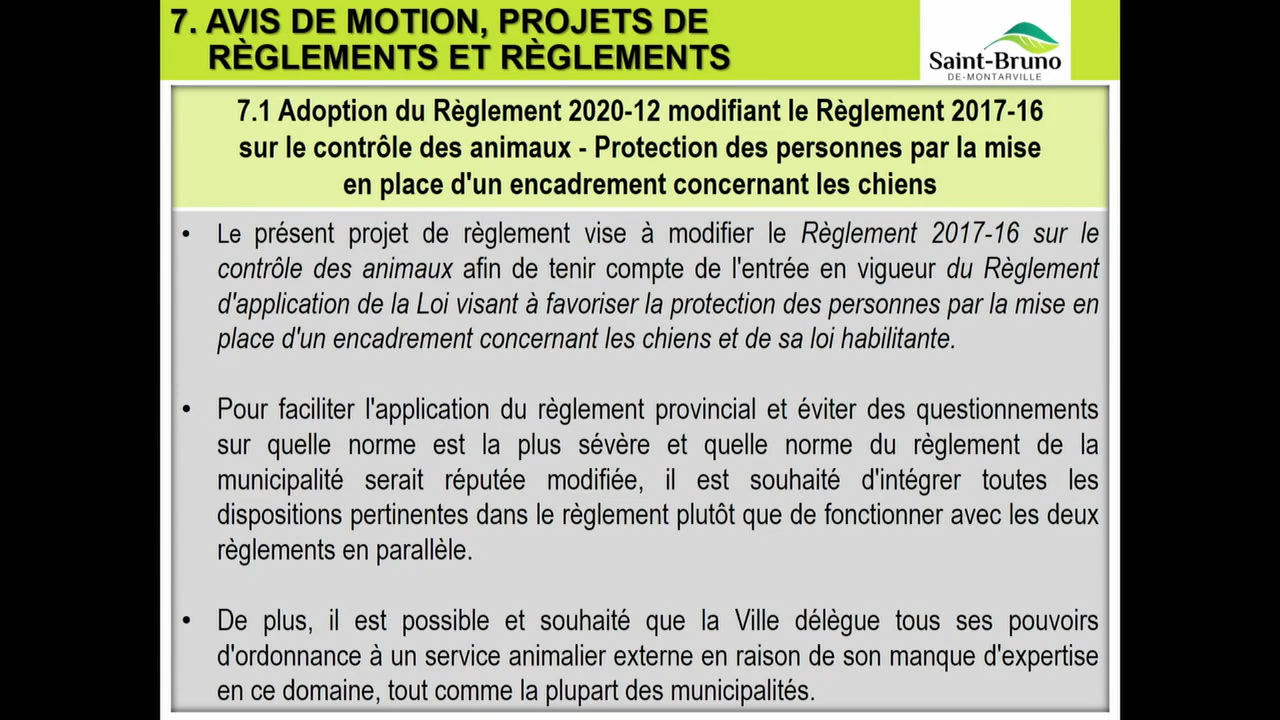 7. AVIS DE MOTION, PROJETS DE
RÈGLEMENTS ET RÈGLEMENTS
Saint-Bruno
DE-MONTARVILLE
7.1 Adoption du Règlement 2020-12 modifiant le Règlement 2017-16
sur le contrôle des animaux - Protection des personnes par la mise
en place d'un encadrement concernant les chiens
• Le présent projet de règlement vise à modifier le Règlement 2017-16 sur le
contrôle des animaux afin de tenir compte de l'entrée en vigueur du Règlement
d'application de la Loi visant à favoriser la protection des personnes par la mise en
place d'un encadrement concernant les chiens et de sa loi habilitante.
• Pour faciliter l'application du règlement provincial et éviter des questionnements
sur quelle norme est la plus sévère et quelle norme du règlement de la
municipalité serait réputée modifiée, il est souhaité d'intégrer toutes les
dispositions pertinentes dans le règlement plutôt que de fonctionner avec les deux
règlements en parallèle.
• De plus, il est possible et souhaité que la Ville délègue tous ses pouvoirs
d'ordonnance à un service animalier externe en raison de son manque d'expertise
en ce domaine, tout comme la plupart des municipalités.